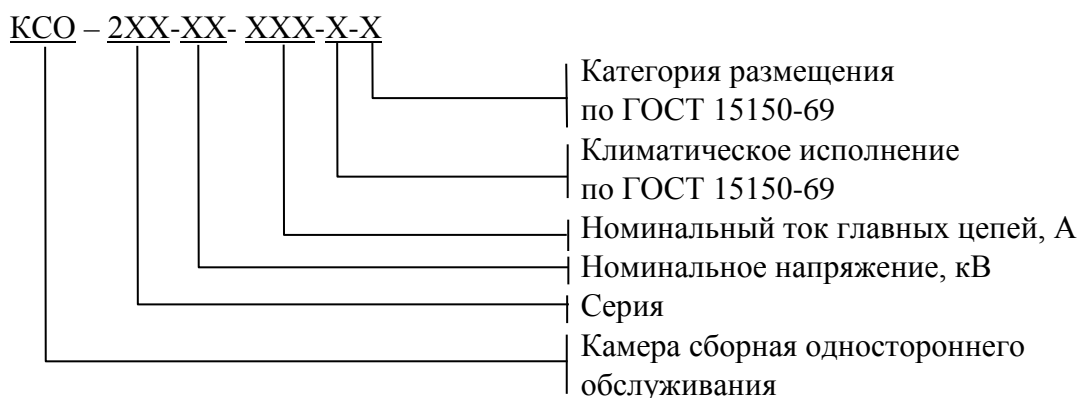 КСО – 2ХХ-ХХ- ХХХ-Х-Х
Категория размещения
по ГОСТ 15150-69
Климатическое исполнение
по ГОСТ 15150-69
Номинальный ток главных цепей, А
Номинальное напряжение, кВ
Серия
Камера сборная одностороннего
обслуживания